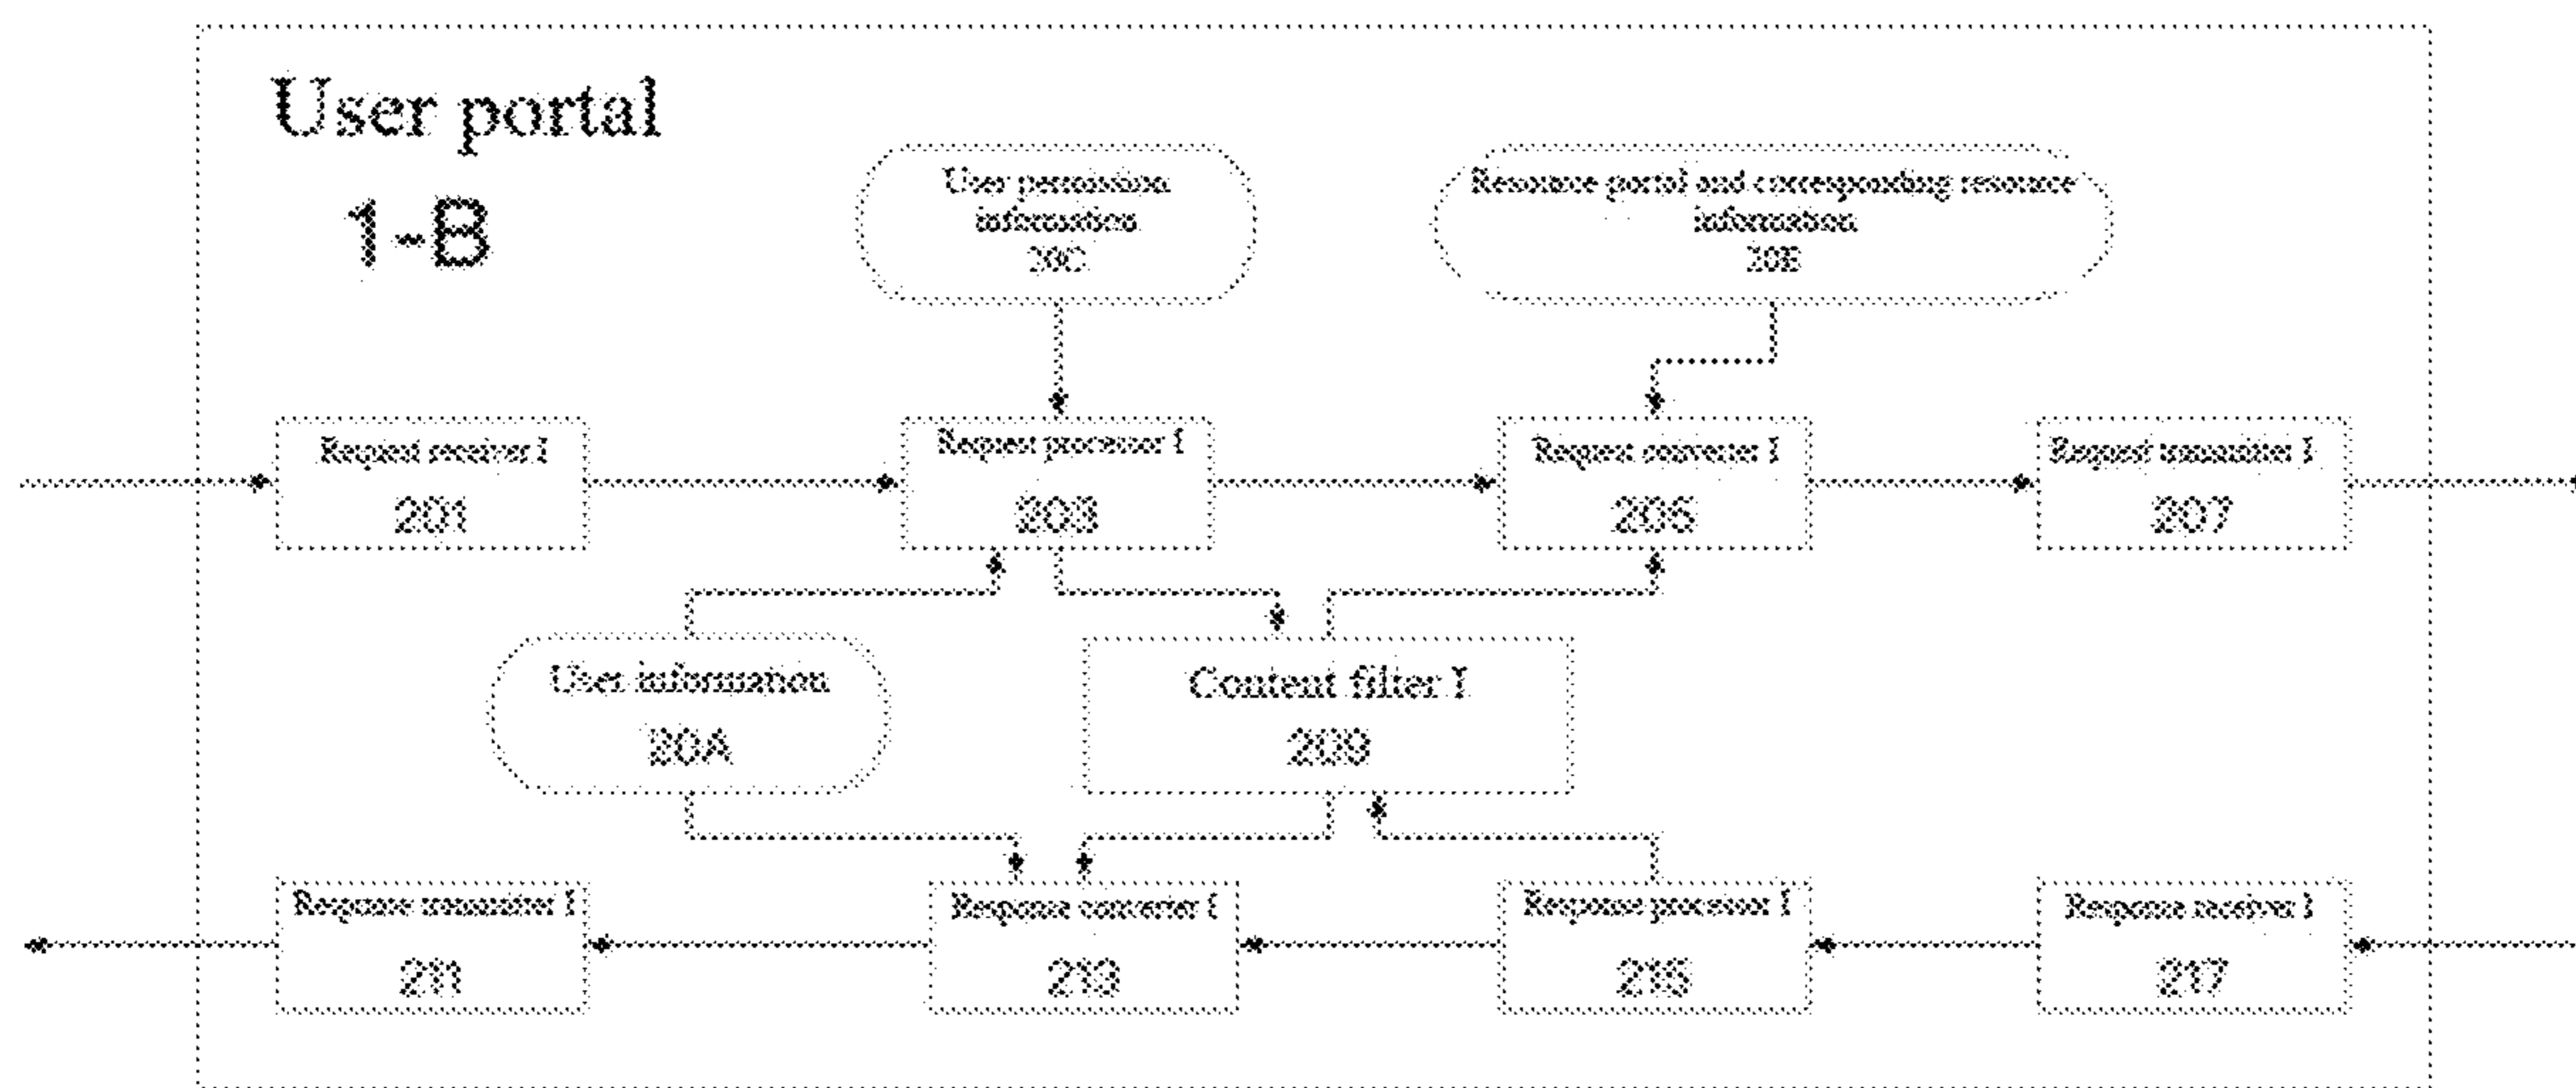 User portal
1-B
User permission
information
20C
Resource portal and corresponding resource
information
20E
Request receiver I
201
Request processor I
203
Request converter I
205
Request transmitter I
207
User information
20A
Content filter I
209
Response transmitter I
211
Response converter I
213
Response processor I
215
Response receiver I
217